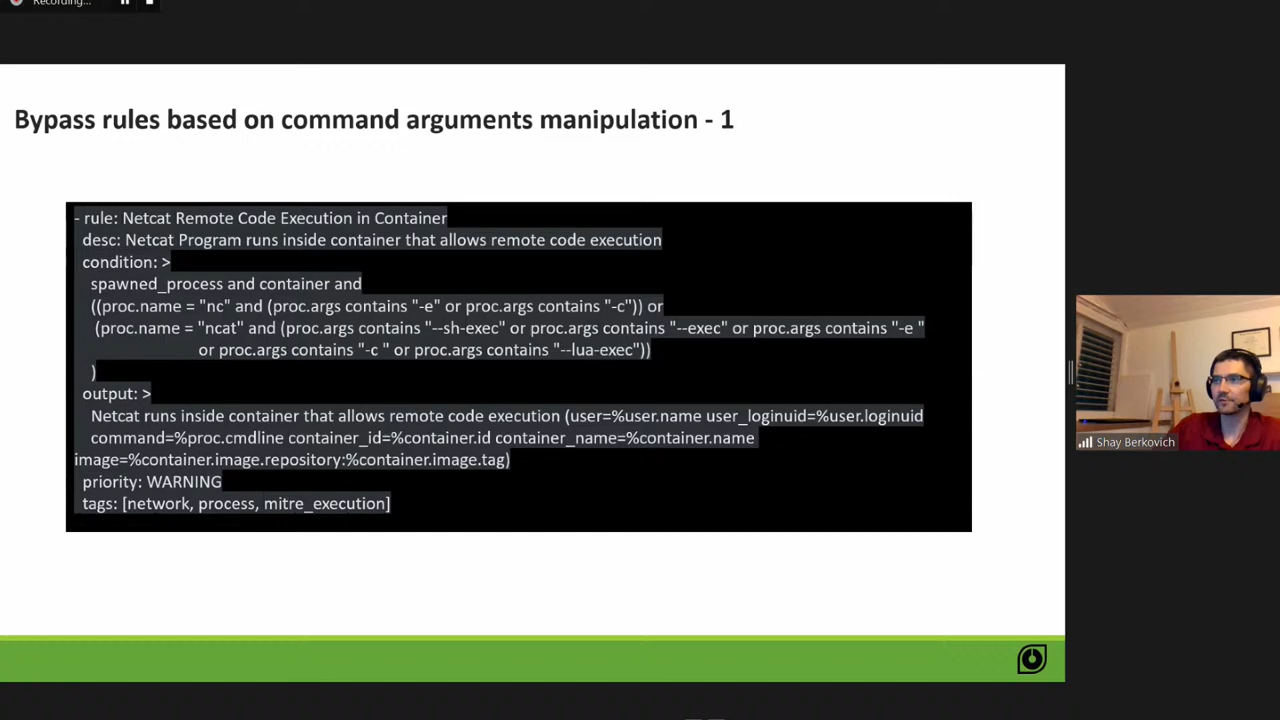 Recording...
Bypass rules based on command arguments manipulation - 1
- rule: Netcat Remote Code Execution in Container
desc: Netcat Program runs inside container that allows remote code execution
condition: >
spawned_process and container and
((proc.name = "nc" and (proc.args contains "-e" or proc.args contains "-c")) or
(proc.name = "ncat" and (proc.args contains "--sh-exec" or proc.args contains "--exec" or proc.args contains "-e "
or proc.args contains "-c " or proc.args contains "--lua-exec"))
)
output: >
Netcat runs inside container that allows remote code execution (user=%user.name user_loginuid=%user.loginuid
command=%proc.cmdline container_id=%container.id container_name=%container.name
image=%container.image.repository:%container.image.tag)
priority: WARNING
tags: [network, process, mitre_execution]
Shay Berkovich